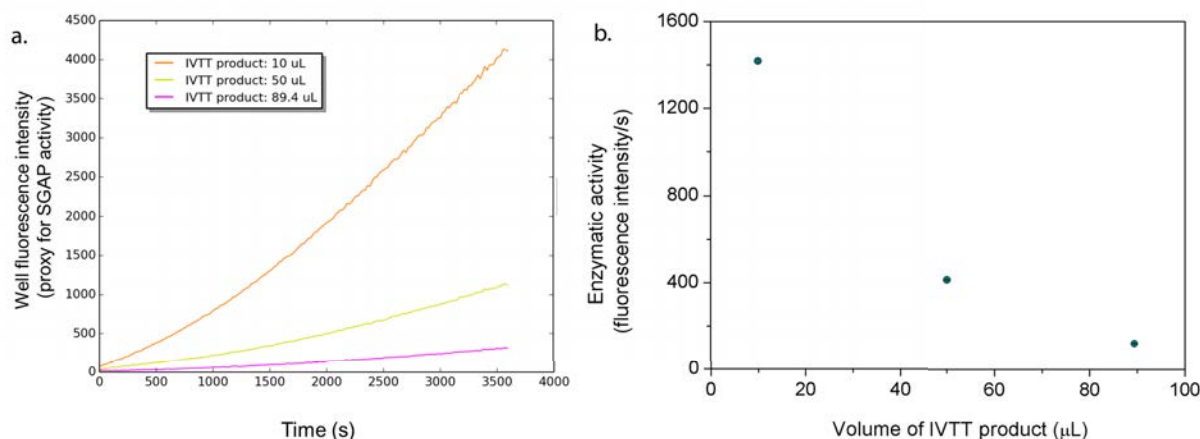 a.
4500
4000
3500
3000
2500
2000
1500
1000
500
0
Well fluorescence intensity
(proxy for SGAP activity)
IVTT product: 10 uL
IVTT product: 50 uL
IVTT product: 89.4 uL
0 500 1000 1500 2000 2500 3000 3500 4000
Time (s)
b.
1600
1200
800
400
0
Enzymatic activity
(fluorescence intensity/s)
0 20 40 60 80 100
Volume of IVTT product (μL)